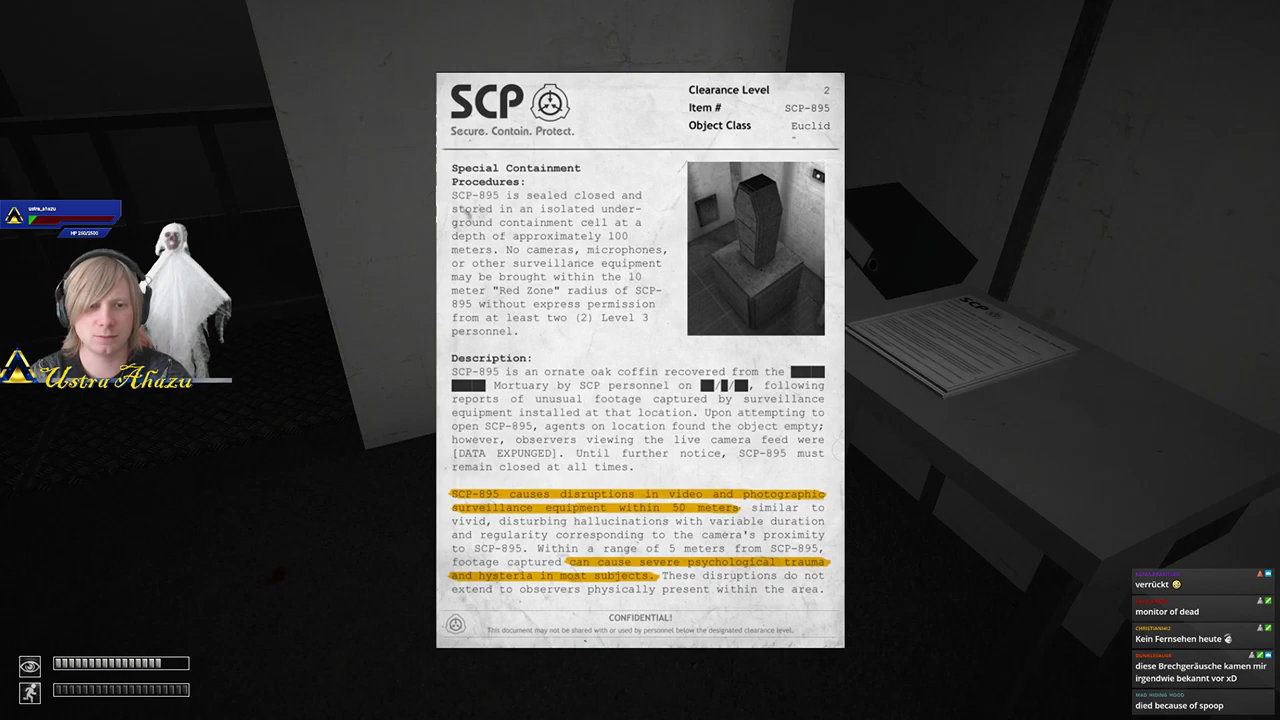 SCP
Secure. Contain. Protect.
Clearance Level 2
Item # SCP-895
Object Class Euclid
Special Containment
Procedures:
SCP-895 is sealed closed and
stored in an isolated under-
ground containment cell at a
depth of approximately 100
meters. No cameras, microphones,
or other surveillance equipment
may be brought within the 10
meter "Red Zone" radius of SCP-
895 without express permission
from at least two (2) Level 3
personnel.
Description:
SCP-895 is an ornate oak coffin recovered from the
Mortuary by SCP personnel on / / , following
reports of unusual footage captured by surveillance
equipment installed at that location. Upon attempting to
open SCP-895, agents on location found the object empty;
however, observers viewing the live camera feed were
[DATA EXPUNGED]. Until further notice, SCP-895 must
remain closed at all times.
SCP-895 causes disruptions in video and photographic
surveillance equipment within 50 meters similar to
vivid, disturbing hallucinations with variable duration
and regularity corresponding to the camera's proximity
to SCP-895. Within a range of 5 meters from SCP-895,
footage captured can cause severe psychological trauma
and hysteria in most subjects. These disruptions do not
extend to observers physically present within the area.
CONFIDENTIAL!
This document may not be shared with or used by personnel below the designated clearance level.
SCP
HP 250/2500
Ustra Ahazu
verrückt
monitor of dead
CHRISTIANH12
Kein Fernsehen heute
diese Brechgeräusche kamen mir
irgendwie bekannt vor xD
MAD HIDING HOOD
died because of spoop